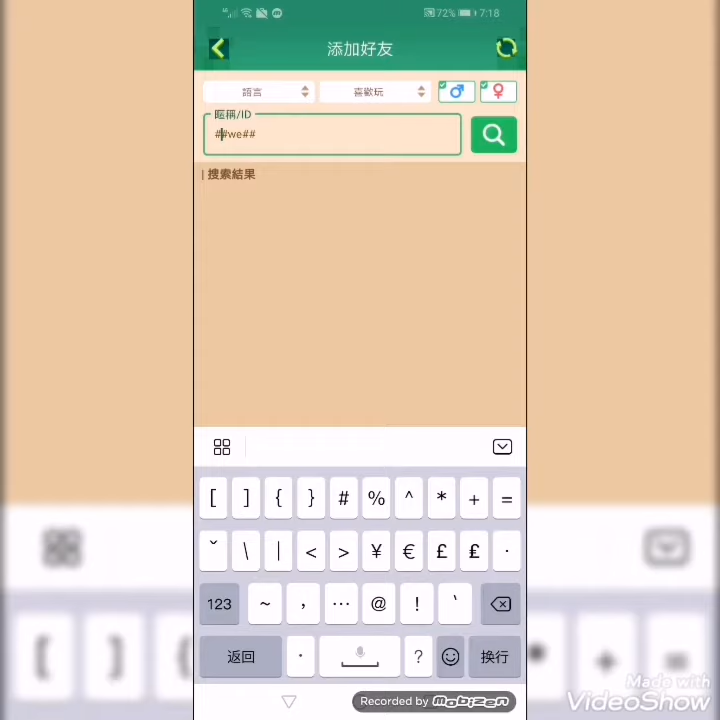 72% 7:18
添加好友
語言 喜歡玩
暱稱/ID
##we##
搜索結果
[ ] { } # % ^ * + =
ˇ \ | < > ¥ € £ ₤ ·
123 ~ , … @ ! `
返回 · ? 换行
Recorded by Mobizen
Made with
VideoShow